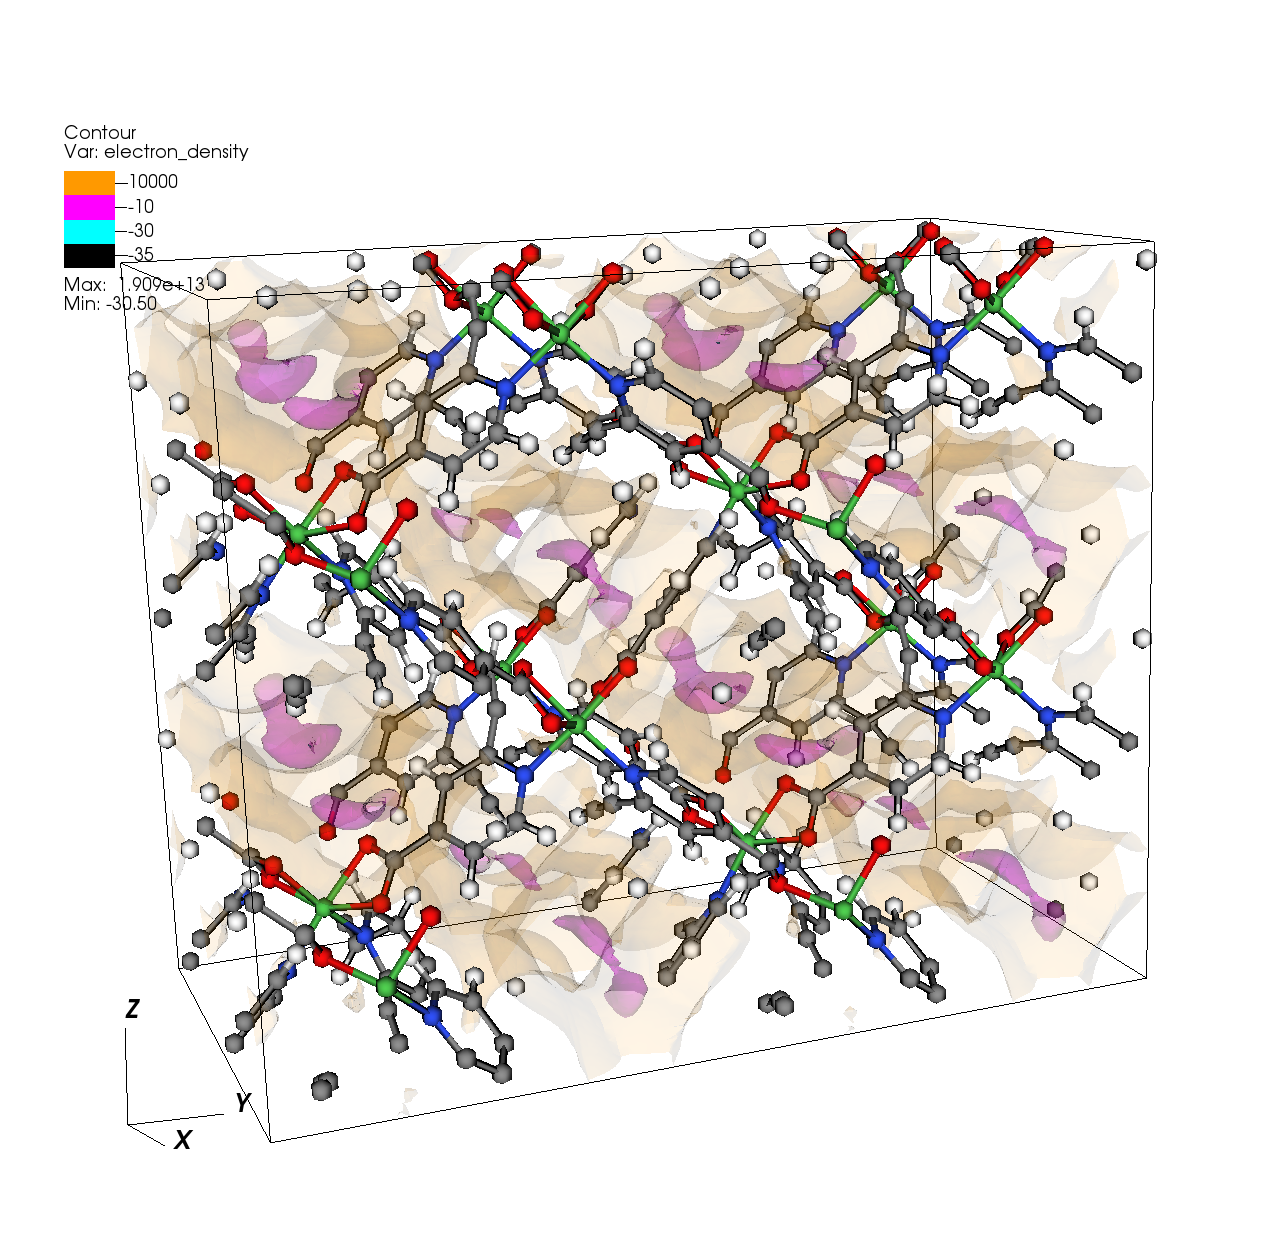 Contour
Var: electron_density
10000
-10
-30
-35
Max: 1.909e+13
Min: -30.50
Z
Y
X